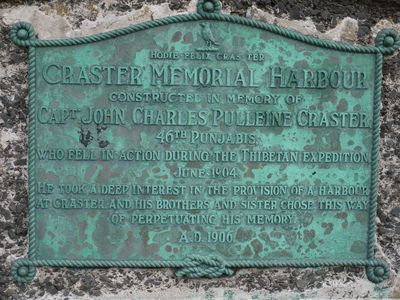 HODIE FELIX CRASTER
CRASTER MEMORIAL HARBOUR
CONSTRUCTED IN MEMORY OF
CAPT JOHN CHARLES PULLEINE CRASTER
46TH PUNJABIS,
WHO FELL IN ACTION DURING THE THIBETAN EXPEDITION
JUNE 1904.
HE TOOK A DEEP INTEREST IN THE PROVISION OF A HARBOUR
AT CRASTER, AND HIS BROTHERS AND SISTER CHOSE THIS WAY
OF PERPETUATING HIS MEMORY.
A.D. 1906.